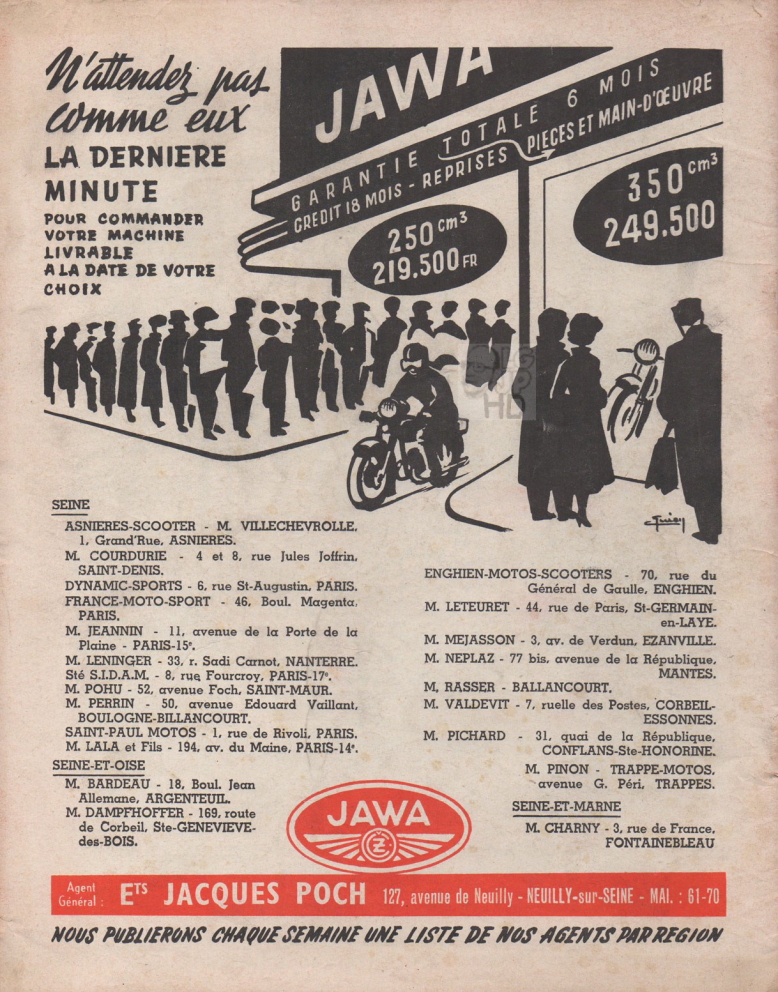 N'attendez pas
comme eux
LA DERNIERE
MINUTE
POUR COMMANDER
VOTRE MACHINE
LIVRABLE
A LA DATE DE VOTRE
CHOIX
JAWA
GARANTIE TOTALE 6 MOIS
CREDIT 18 MOIS - REPRISES PIECES ET MAIN-D'ŒUVRE
250 cm3
219.500 FR
350 cm3
249.500
Guisy
SEINE
ASNIERES-SCOOTER - M. VILLECHEVROLLE,
1, Grand'Rue, ASNIERES.
M. COURDURIE - 4 et 8, rue Jules Joffrin,
SAINT-DENIS.
DYNAMIC-SPORTS - 6, rue St-Augustin, PARIS.
FRANCE-MOTO-SPORT - 46, Boul. Magenta,
PARIS.
M. JEANNIN - 11, avenue de la Porte de la
Plaine - PARIS-15e.
M. LENINGER - 33, r. Sadi Carnot, NANTERRE.
Sté S.I.D.A.M. - 8, rue Fourcroy, PARIS-17e.
M. POHU - 52, avenue Foch, SAINT-MAUR.
M. PERRIN - 50, avenue Edouard Vaillant,
BOULOGNE-BILLANCOURT.
SAINT-PAUL MOTOS - 1, rue de Rivoli, PARIS.
M. LALA et Fils - 194, av. du Maine, PARIS-14e.
SEINE-ET-OISE
M. BARDEAU - 18, Boul. Jean
Allemane, ARGENTEUIL.
M. DAMPFHOFFER - 169, route
de Corbeil, Ste-GENEVIEVE-
des-BOIS.
ENGHIEN-MOTOS-SCOOTERS - 70, rue du
Général de Gaulle, ENGHIEN.
M. LETEURET - 44, rue de Paris, St-GERMAIN-
en-LAYE.
M. MEJASSON - 3, av. de Verdun, EZANVILLE.
M. NEPLAZ - 77 bis, avenue de la République,
MANTES.
M. RASSER - BALLANCOURT.
M. VALDEVIT - 7, ruelle des Postes, CORBEIL-
ESSONNES.
M. PICHARD - 31, quai de la République,
CONFLANS-Ste-HONORINE.
M. PINON - TRAPPE-MOTOS,
avenue G. Péri, TRAPPES.
SEINE-ET-MARNE
M. CHARNY - 3, rue de France,
FONTAINEBLEAU
JAWA
CZ
Agent
Général :
ETS JACQUES POCH 127, avenue de Neuilly - NEUILLY-sur-SEINE - MAI. : 61-70
NOUS PUBLIERONS CHAQUE SEMAINE UNE LISTE DE NOS AGENTS PAR REGION